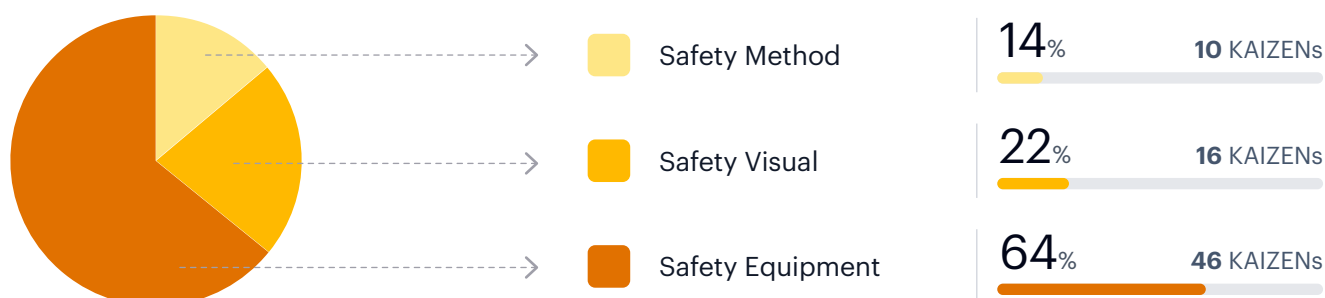 Safety Method
14%
10 KAIZENs
Safety Visual
22%
16 KAIZENs
Safety Equipment
64%
46 KAIZENs